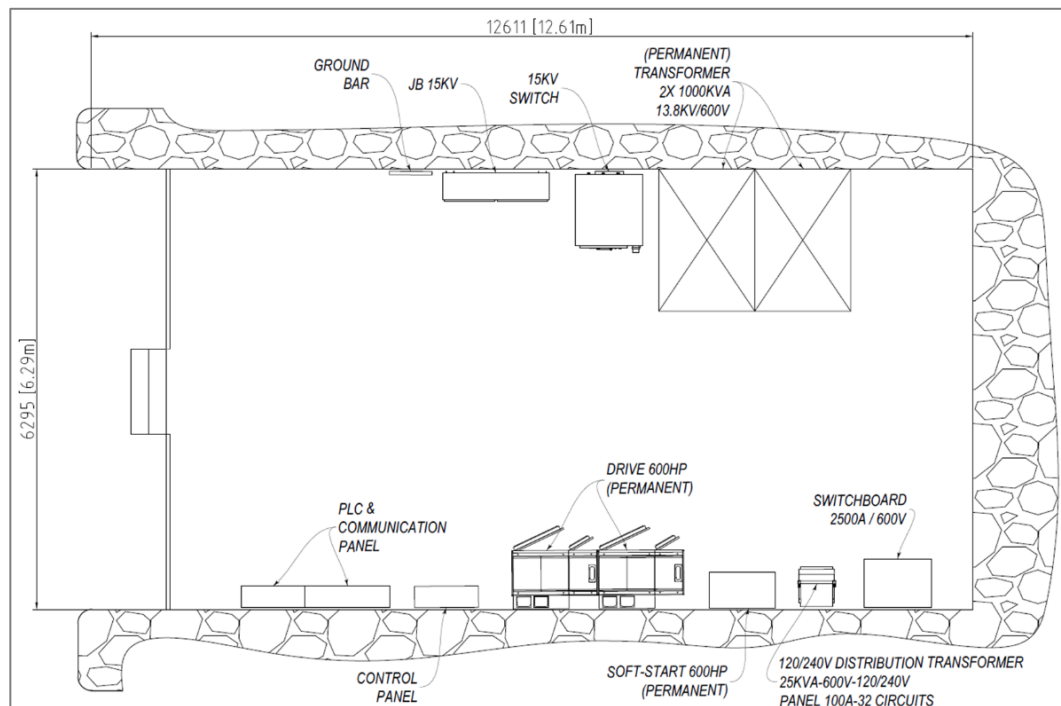 12611 [12.61m]
GROUND
BAR
JB 15KV
15KV
SWITCH
(PERMANENT)
TRANSFORMER
2X 1000KVA
13.8KV/600V
6295 [6.29m]
PLC &
COMMUNICATION
PANEL
DRIVE 600HP
(PERMANENT)
SWITCHBOARD
2500A / 600V
CONTROL
PANEL
SOFT-START 600HP
(PERMANENT)
120/240V DISTRIBUTION TRANSFORMER
25KVA-600V-120/240V
PANEL 100A-32 CIRCUITS